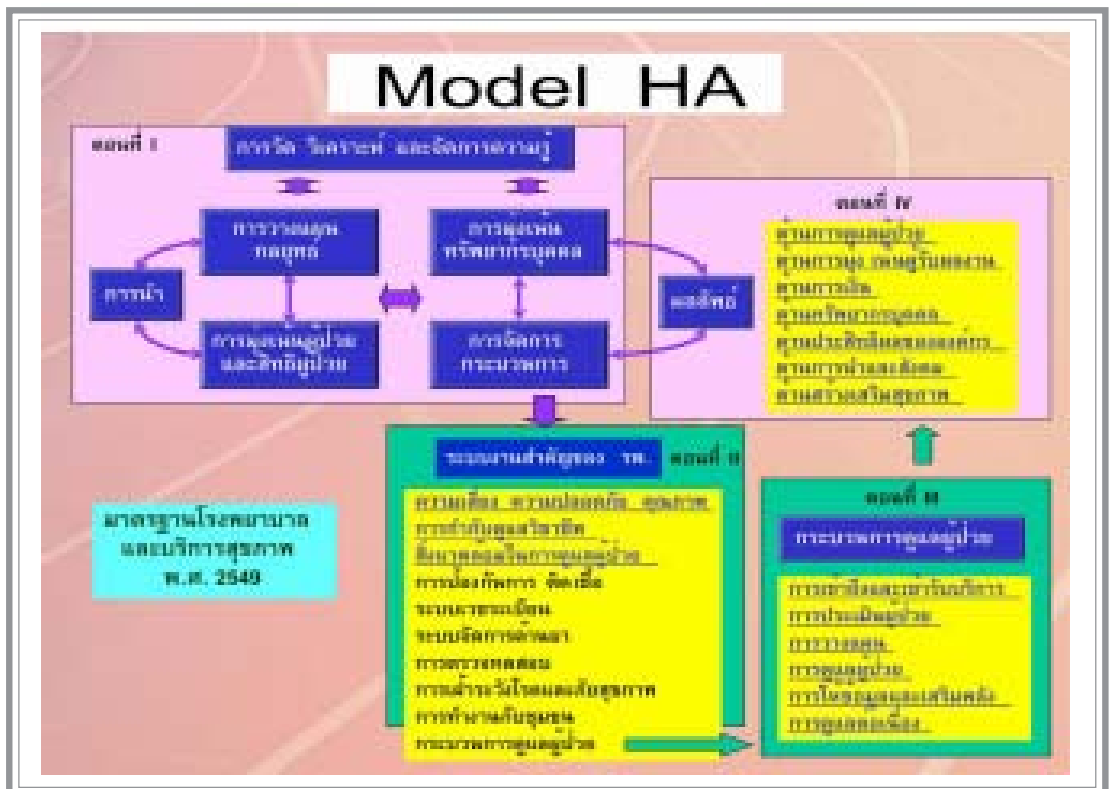 Model HA
ตอนที่ I
การวัด วิเคราะห์ และจัดการความรู้
การวางแผน
กลยุทธ์
การมุ่งเน้น
ทรัพยากรบุคคล
การนำ
การมุ่งเน้นผู้ป่วย
และสิทธิผู้ป่วย
การจัดการ
กระบวนการ
ผลลัพธ์
ตอนที่ IV
ด้านการดูแลผู้ป่วย
ด้านการมุ่งเน้นผู้รับผลงาน
ด้านการเงิน
ด้านทรัพยากรบุคคล
ด้านประสิทธิผลขององค์กร
ด้านการนำและสังคม
ด้านสร้างเสริมสุขภาพ
ระบบงานสำคัญของ รพ. ตอนที่ II
ความเสี่ยง ความปลอดภัย คุณภาพ
การกำกับดูแลวิชาชีพ
สิ่งแวดล้อมในการดูแลผู้ป่วย
การป้องกันการ ติดเชื้อ
ระบบเวชระเบียน
ระบบจัดการด้านยา
การตรวจทดสอบ
การเฝ้าระวังโรคและภัยสุขภาพ
การทำงานกับชุมชน
กระบวนการดูแลผู้ป่วย
มาตรฐานโรงพยาบาล
และบริการสุขภาพ
พ.ศ. 2549
ตอนที่ III
กระบวนการดูแลผู้ป่วย
การเข้าถึงและเข้ารับบริการ
การประเมินผู้ป่วย
การวางแผน
การดูแลผู้ป่วย
การให้ข้อมูลและเสริมพลัง
การดูแลต่อเนื่อง